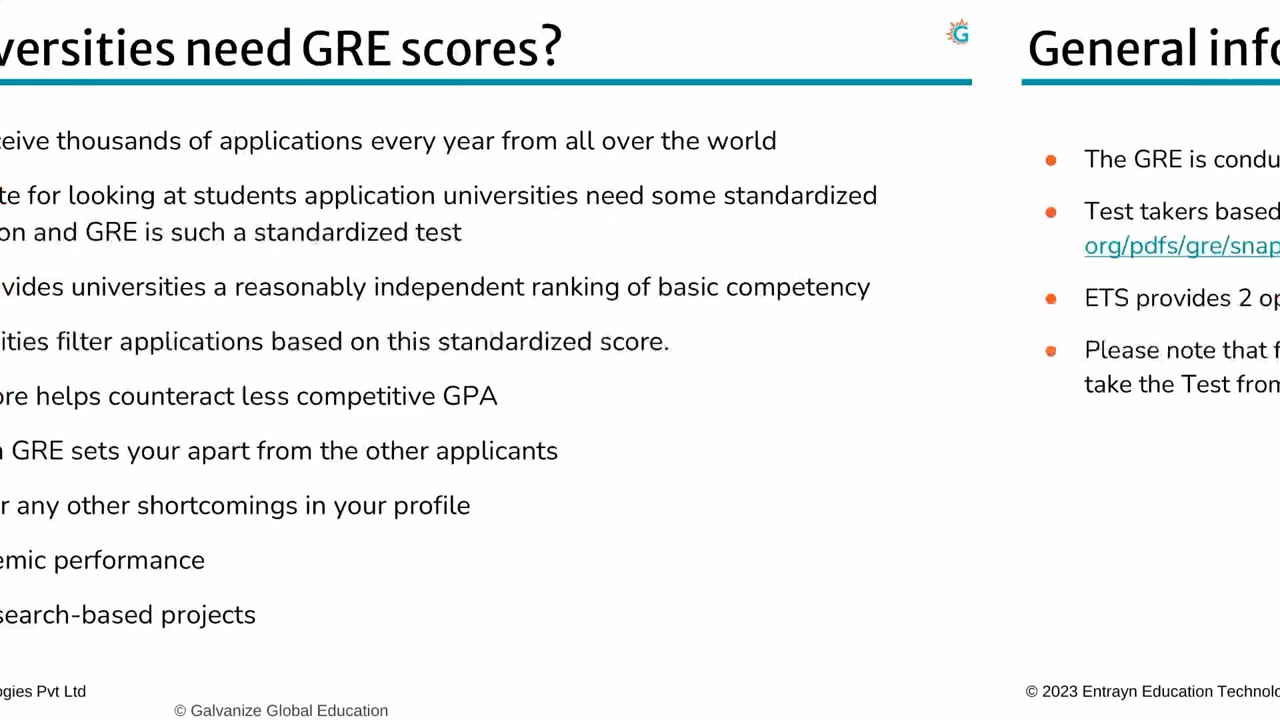 versities need GRE scores?
ceive thousands of applications every year from all over the world
te for looking at students application universities need some standardized
on and GRE is such a standardized test
vides universities a reasonably independent ranking of basic competency
ities filter applications based on this standardized score.
ore helps counteract less competitive GPA
GRE sets your apart from the other applicants
r any other shortcomings in your profile
emic performance
search-based projects
ogies Pvt Ltd
© Galvanize Global Education
G
General info
The GRE is condu
Test takers based
org/pdfs/gre/snap
ETS provides 2 op
Please note that f
take the Test from
© 2023 Entrayn Education Technolo